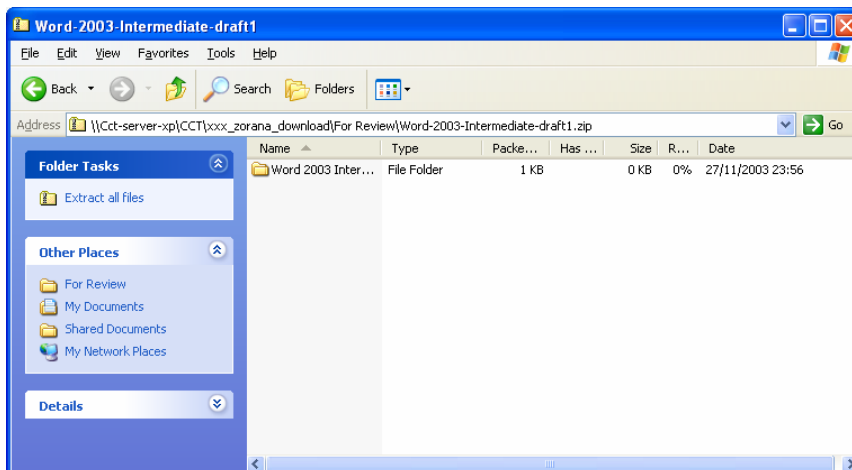 Word-2003-Intermediate-draft1
File Edit View Favorites Tools Help
Back Search Folders
Address \\Cct-server-xp\CCT\xxx_zorana_download\For Review\Word-2003-Intermediate-draft1.zip Go
Name Type Packe... Has ... Size R... Date
Word 2003 Inter... File Folder 1 KB 0 KB 0% 27/11/2003 23:56
Folder Tasks
Extract all files
Other Places
For Review
My Documents
Shared Documents
My Network Places
Details